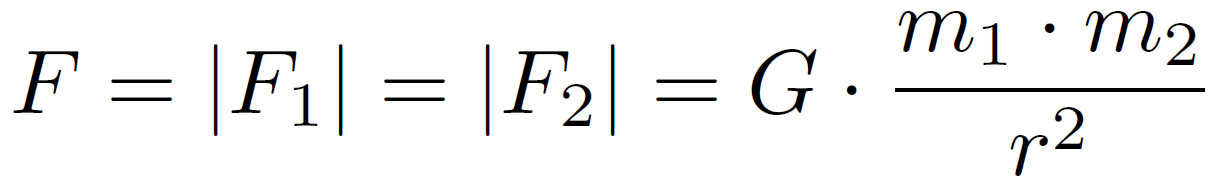 F = |F₁| = |F₂| = G · (m₁ · m₂) / r²